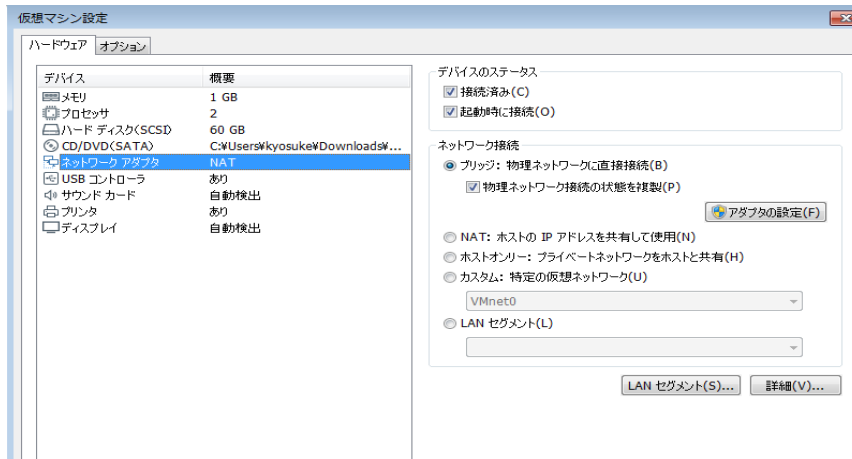 仮想マシン設定
ハードウェア オプション
デバイス 概要
メモリ 1 GB
プロセッサ 2
ハード ディスク(SCSI) 60 GB
CD/DVD(SATA) C:¥Users¥kyosuke¥Downloads¥...
ネットワーク アダプタ NAT
USB コントローラ あり
サウンド カード 自動検出
プリンタ あり
ディスプレイ 自動検出
デバイスのステータス
接続済み(C)
起動時に接続(O)
ネットワーク接続
ブリッジ: 物理ネットワークに直接接続(B)
物理ネットワーク接続の状態を複製(P)
アダプタの設定(F)
NAT: ホストの IP アドレスを共有して使用(N)
ホストオンリー: プライベートネットワークをホストと共有(H)
カスタム: 特定の仮想ネットワーク(U)
VMnet0
LAN セグメント(L)
LAN セグメント(S)... 詳細(V)...